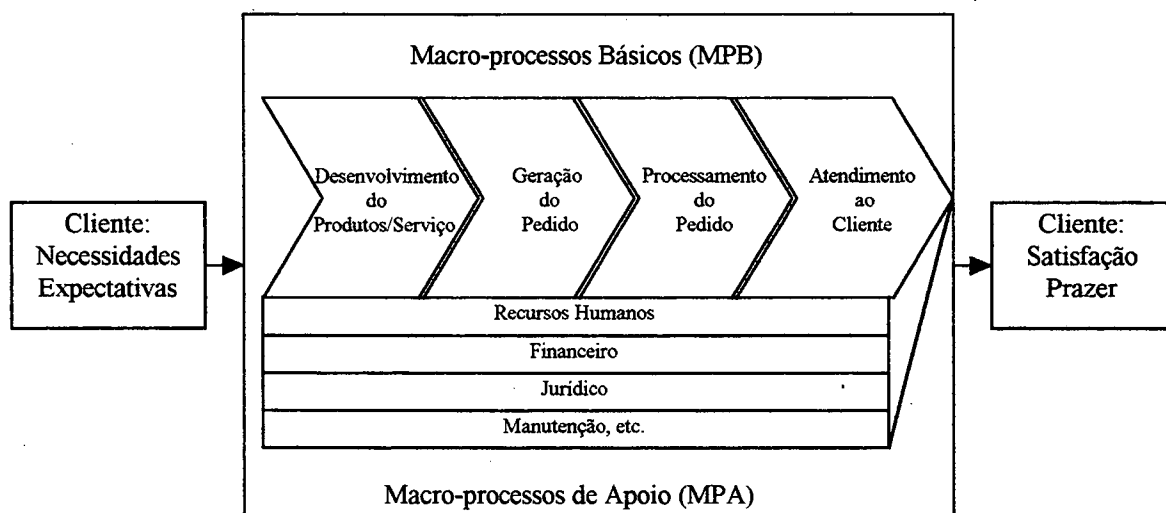 Macro-processos Básicos (MPB)
Cliente:
Necessidades
Expectativas
Desenvolvimento
do
Produtos/Serviço
Geração
do
Pedido
Processamento
do
Pedido
Atendimento
ao
Cliente
Cliente:
Satisfação
Prazer
Recursos Humanos
Financeiro
Jurídico
Manutenção, etc.
Macro-processos de Apoio (MPA)